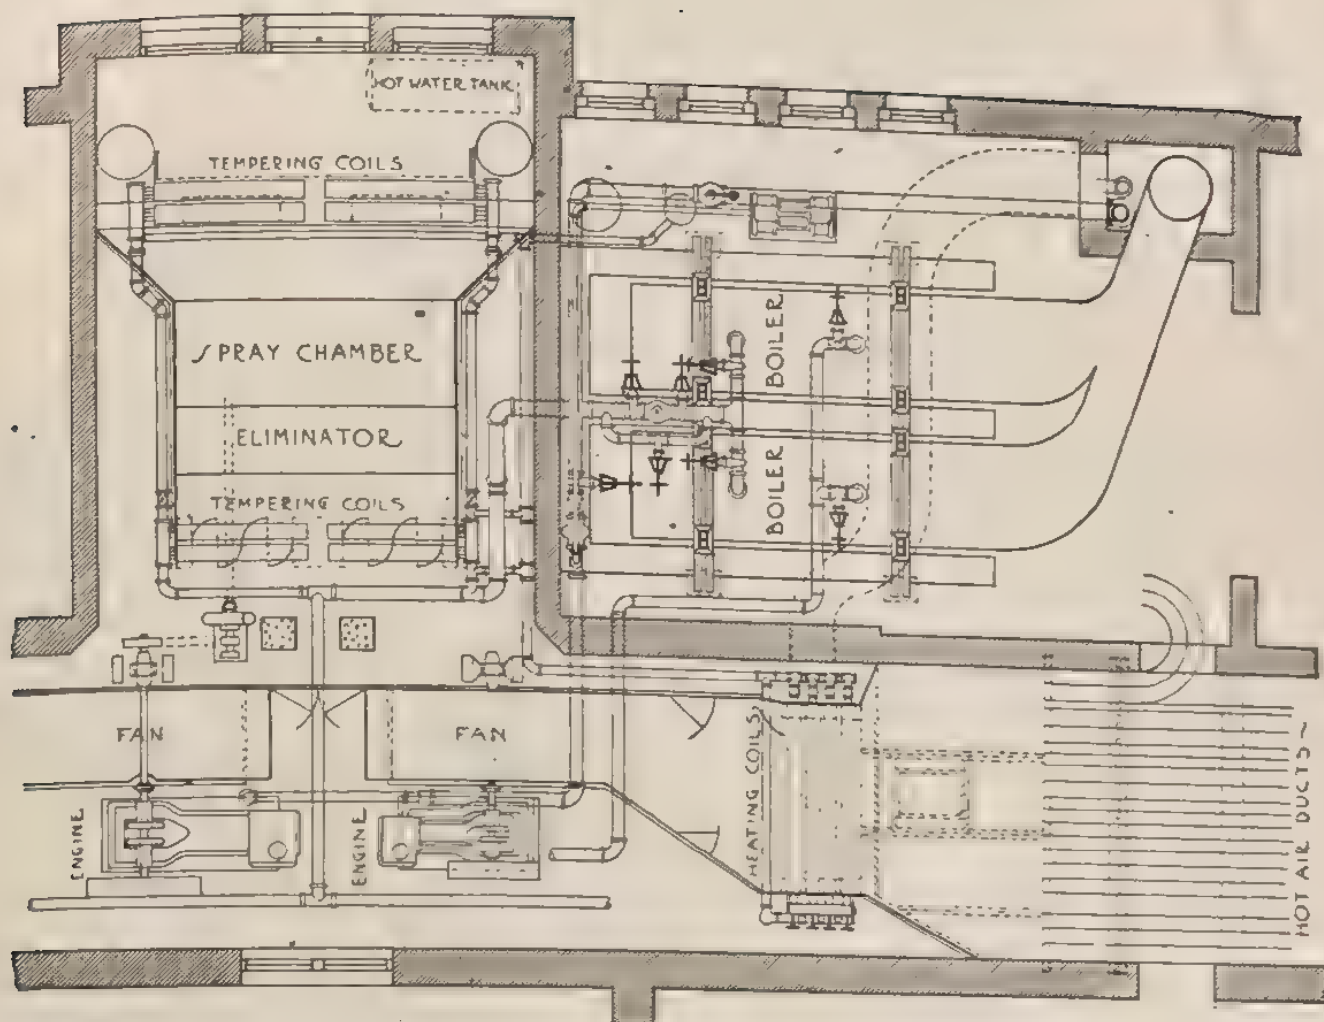 HOT WATER TANK
TEMPERING COILS
SPRAY CHAMBER
ELIMINATOR
TEMPERING COILS
BOILER
BOILER
FAN
FAN
ENGINE
ENGINE
HEATING COILS
HOT AIR DUCTS~